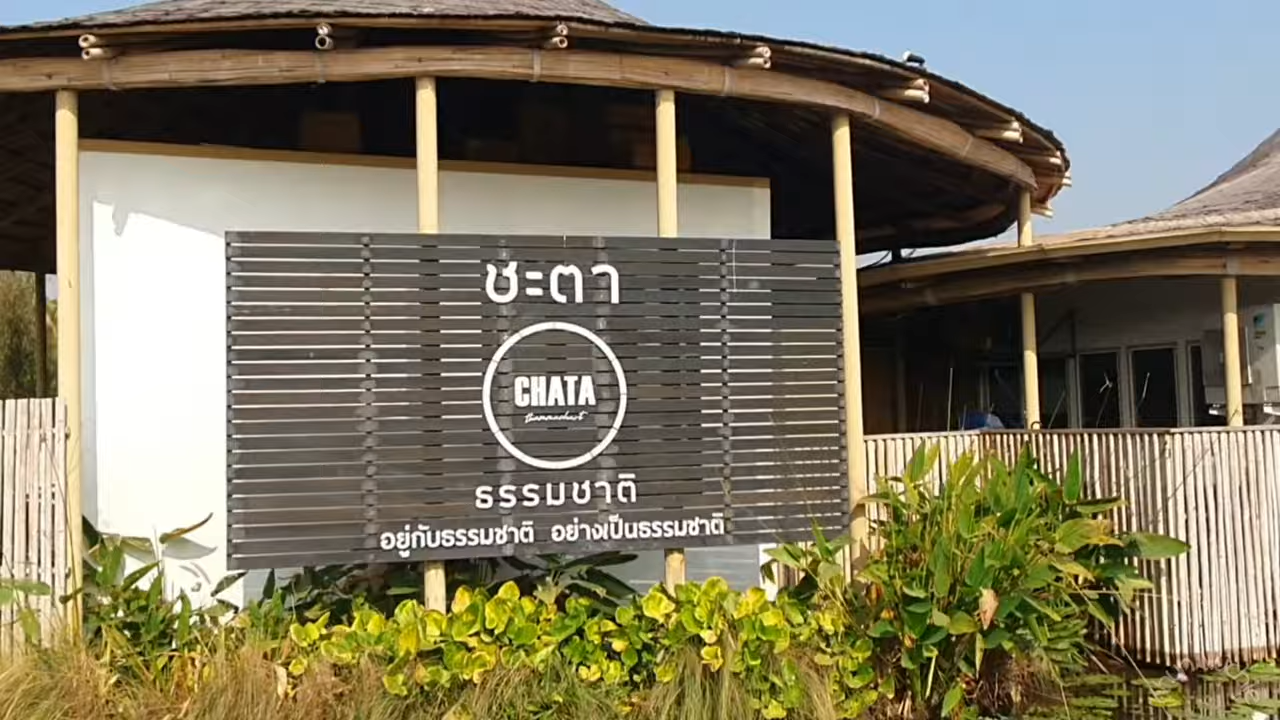 ชะตา
CHATA
thammachart
ธรรมชาติ
อยู่กับธรรมชาติ อย่างเป็นธรรมชาติ